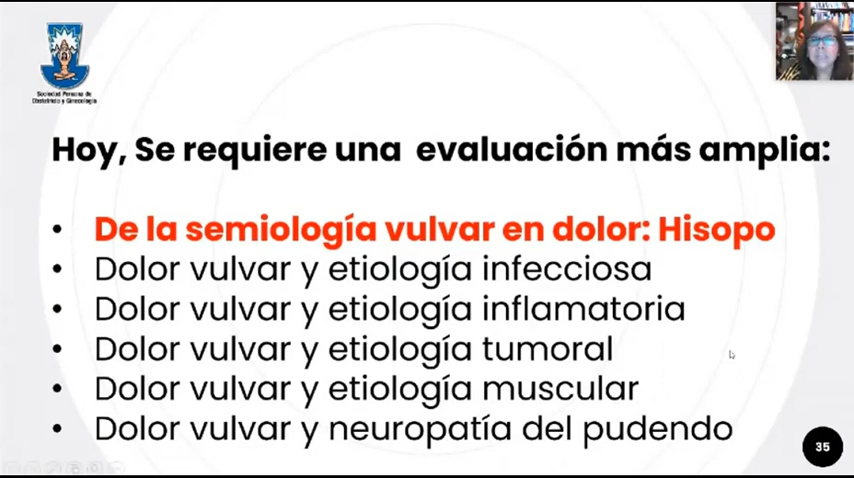 Sociedad Peruana de
Obstetricia y Ginecología
Hoy, Se requiere una evaluación más amplia:
• De la semiología vulvar en dolor: Hisopo
• Dolor vulvar y etiología infecciosa
• Dolor vulvar y etiología inflamatoria
• Dolor vulvar y etiología tumoral
• Dolor vulvar y etiología muscular
• Dolor vulvar y neuropatía del pudendo
35